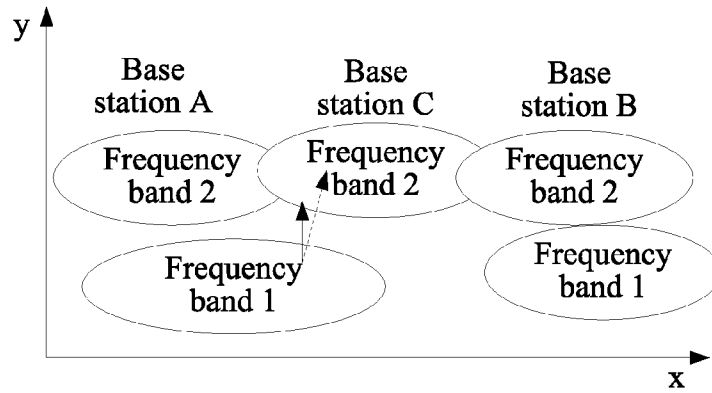 y
Base
station A
Base
station C
Base
station B
Frequency
band 2
Frequency
band 2
Frequency
band 2
Frequency
band 1
Frequency
band 1
x